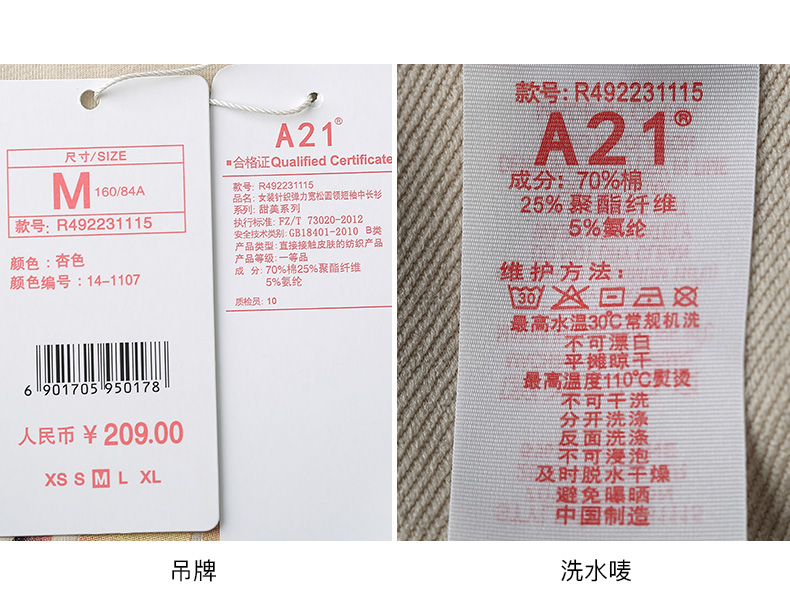 尺寸/SIZE
M 160/84A
款号: R492231115
颜色：杏色
颜色编号：14-1107
6 901705 950178
人民币 ¥ 209.00
XS S M L XL
A21®
■合格证Qualified Certificate
款号: R492231115
品名: 女装针织弹力宽松圆领短袖中长衫
系列: 甜美系列
执行标准: FZ/T 73020-2012
安全技术类别: GB18401-2010 B类
产品类型: 直接接触皮肤的纺织产品
产品等级: 一等品
成 分: 70%棉25%聚酯纤维
5%氨纶
质检员: 10
款号: R492231115
A21®
成分: 70%棉
25%聚酯纤维
5%氨纶
维护方法:
30
最高水温30℃常规机洗
不可漂白
平摊晾干
最高温度110℃熨烫
不可干洗
分开洗涤
反面洗涤
不可浸泡
及时脱水干燥
避免曝晒
中国制造
吊牌
洗水唛